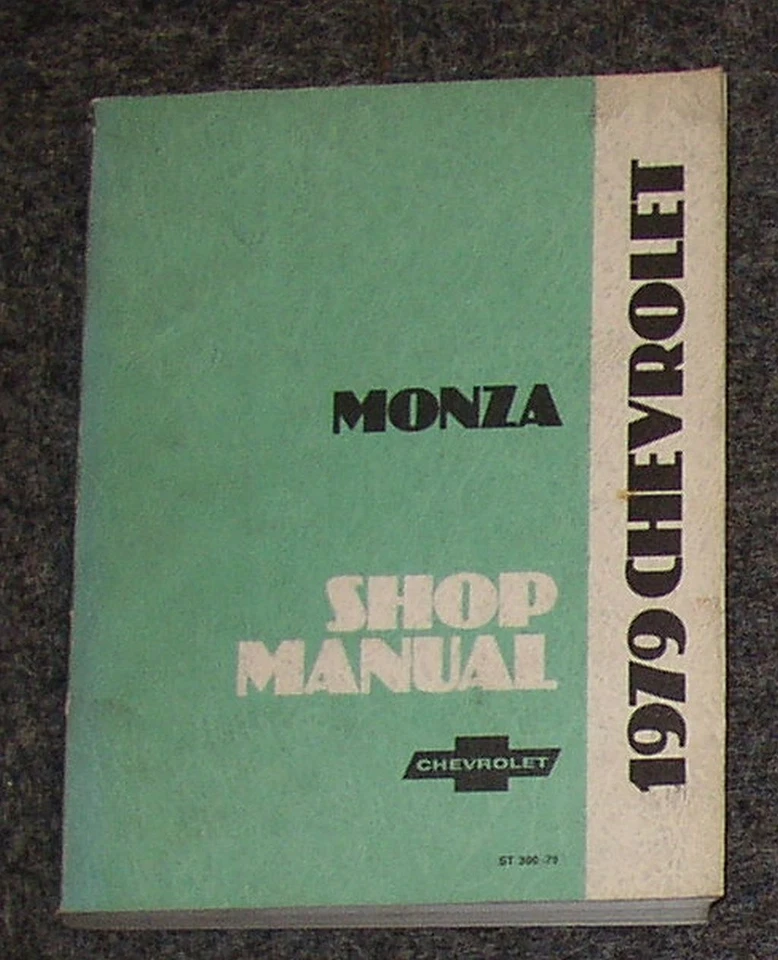 MONZA
SHOP
MANUAL
CHEVROLET
ST 300-79
1979 CHEVROLET